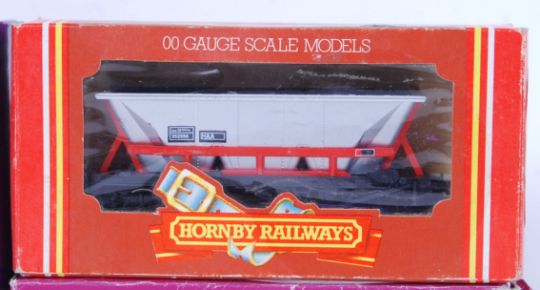 00 GAUGE SCALE MODELS
HAA
HORNBY RAILWAYS